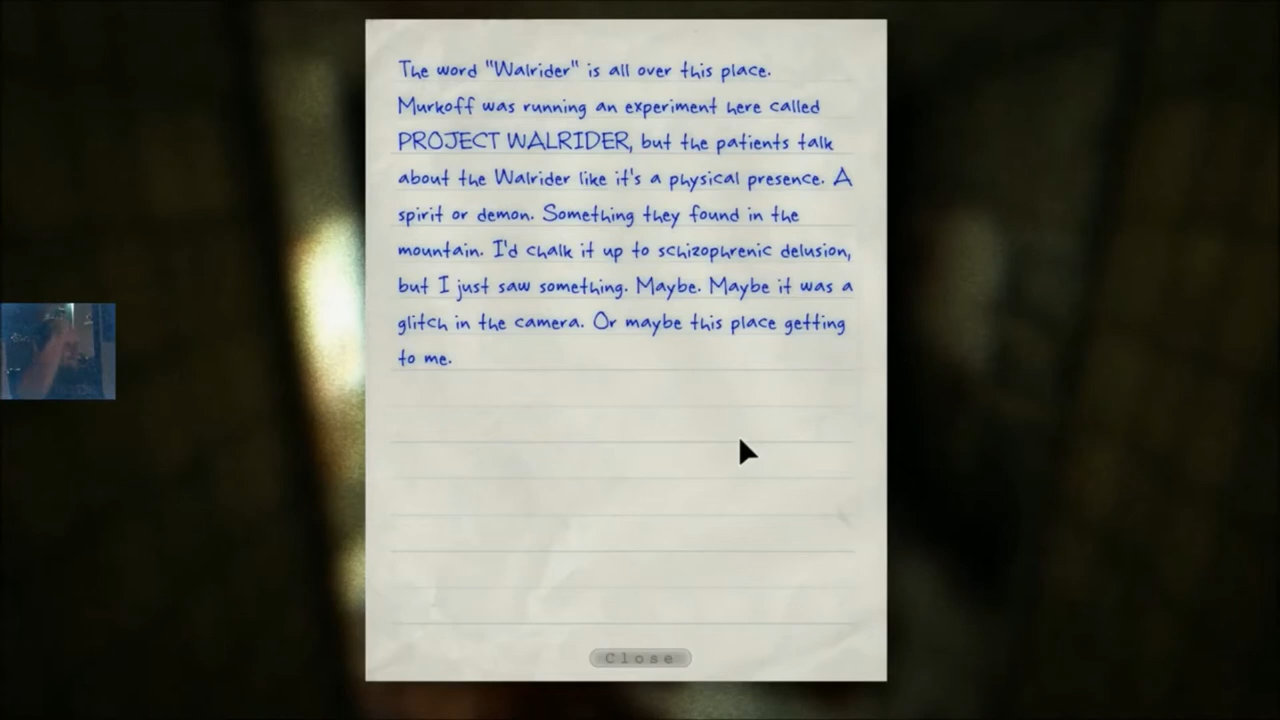 The word "Walrider" is all over this place.
Murkoff was running an experiment here called
PROJECT WALRIDER, but the patients talk
about the Walrider like it's a physical presence. A
spirit or demon. Something they found in the
mountain. I'd chalk it up to schizophrenic delusion,
but I just saw something. Maybe. Maybe it was a
glitch in the camera. Or maybe this place getting
to me.
Close